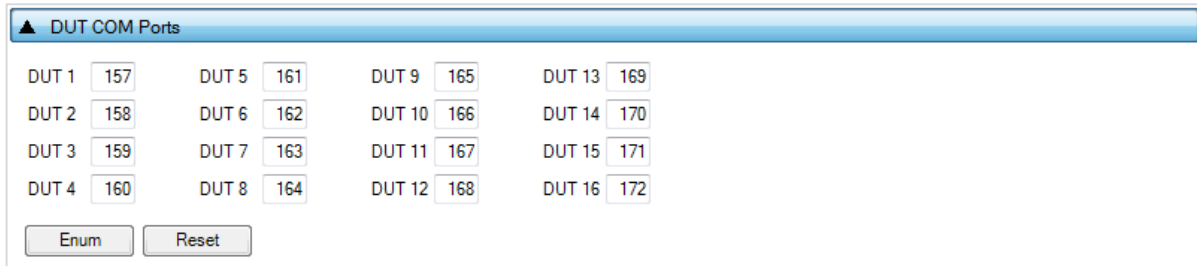 DUT COM Ports
DUT 1 157 DUT 5 161 DUT 9 165 DUT 13 169
DUT 2 158 DUT 6 162 DUT 10 166 DUT 14 170
DUT 3 159 DUT 7 163 DUT 11 167 DUT 15 171
DUT 4 160 DUT 8 164 DUT 12 168 DUT 16 172
Enum Reset